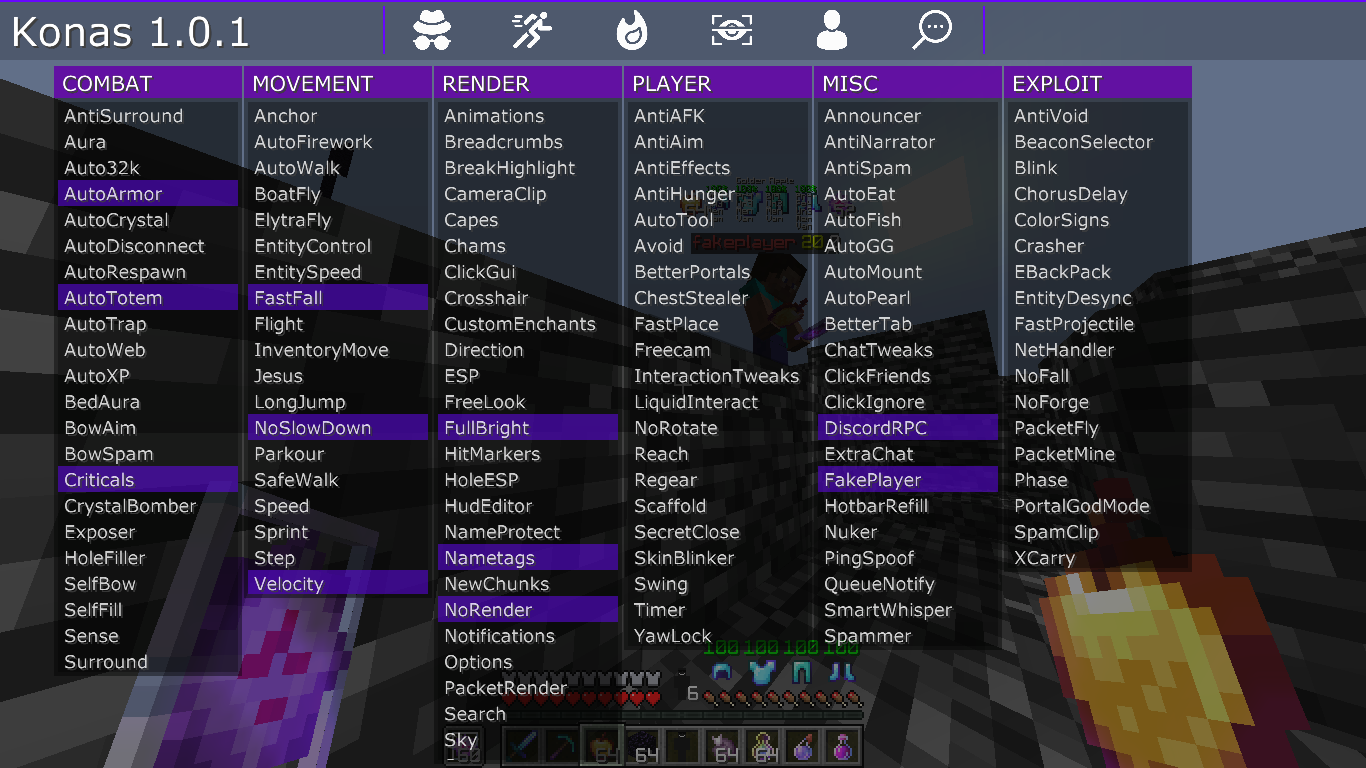 Konas 1.0.1
COMBAT
AntiSurround
Aura
Auto32k
AutoArmor
AutoCrystal
AutoDisconnect
AutoRespawn
AutoTotem
AutoTrap
AutoWeb
AutoXP
BedAura
BowAim
BowSpam
Criticals
CrystalBomber
Exposer
HoleFiller
SelfBow
SelfFill
Sense
Surround
MOVEMENT
Anchor
AutoFirework
AutoWalk
BoatFly
ElytraFly
EntityControl
EntitySpeed
FastFall
Flight
InventoryMove
Jesus
LongJump
NoSlowDown
Parkour
SafeWalk
Speed
Sprint
Step
Velocity
RENDER
Animations
Breadcrumbs
BreakHighlight
CameraClip
Capes
Chams
ClickGui
Crosshair
CustomEnchants
Direction
ESP
FreeLook
FullBright
HitMarkers
HoleESP
HudEditor
NameProtect
Nametags
NewChunks
NoRender
Notifications
Options
PacketRender
Search
Sky
PLAYER
AntiAFK
AntiAim
AntiEffects
AntiHunger
AutoTool
Avoid
BetterPortals
ChestStealer
FastPlace
Freecam
InteractionTweaks
LiquidInteract
NoRotate
Reach
Regear
Scaffold
SecretClose
SkinBlinker
Swing
Timer
YawLock
MISC
Announcer
AntiNarrator
AntiSpam
AutoEat
AutoFish
AutoGG
AutoMount
AutoPearl
BetterTab
ChatTweaks
ClickFriends
ClickIgnore
DiscordRPC
ExtraChat
FakePlayer
HotbarRefill
Nuker
PingSpoof
QueueNotify
SmartWhisper
Spammer
EXPLOIT
AntiVoid
BeaconSelector
Blink
ChorusDelay
ColorSigns
Crasher
EBackPack
EntityDesync
FastProjectile
NetHandler
NoFall
NoForge
PacketFly
PacketMine
Phase
PortalGodMode
SpamClip
XCarry
Golden Apple
fakeplayer 20
100 100 100 100
6
64 64 64 64